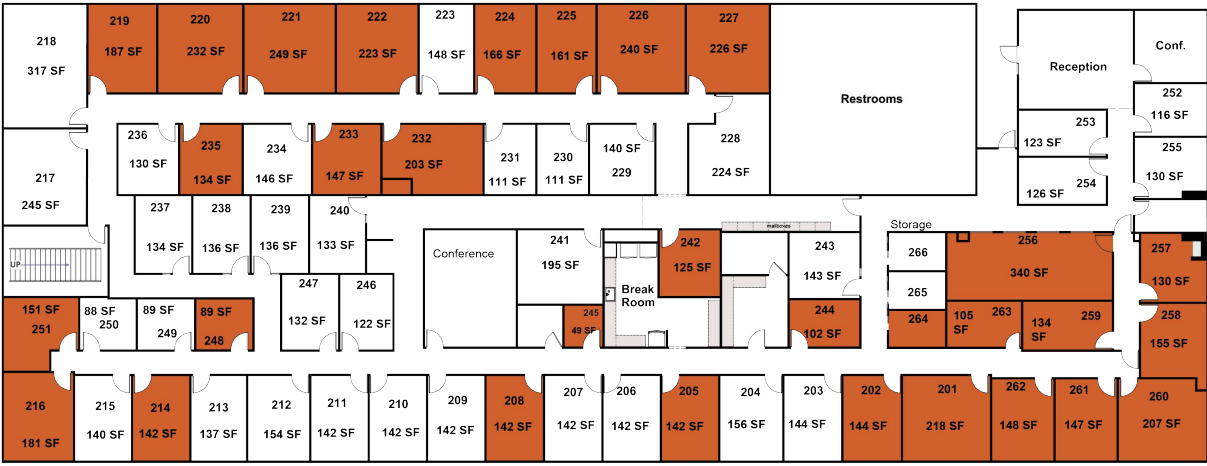 218
317 SF
219
187 SF
220
232 SF
221
249 SF
222
223 SF
223
148 SF
224
166 SF
225
161 SF
226
240 SF
227
226 SF
Restrooms
Reception
Conf.
252
116 SF
253
123 SF
255
130 SF
126 SF
254
217
245 SF
236
130 SF
235
134 SF
234
146 SF
233
147 SF
232
203 SF
231
111 SF
230
111 SF
140 SF
229
228
224 SF
237
134 SF
238
136 SF
239
136 SF
240
133 SF
UP
Conference
241
195 SF
242
125 SF
mailboxes
243
143 SF
Storage
266
265
264
256
340 SF
257
130 SF
Break
Room
247
132 SF
246
122 SF
245
49 SF
244
102 SF
105
SF
263
134
SF
259
258
155 SF
151 SF
251
88 SF
250
89 SF
249
89 SF
248
216
181 SF
215
140 SF
214
142 SF
213
137 SF
212
154 SF
211
142 SF
210
142 SF
209
142 SF
208
142 SF
207
142 SF
206
142 SF
205
142 SF
204
156 SF
203
144 SF
202
144 SF
201
218 SF
262
148 SF
261
147 SF
260
207 SF